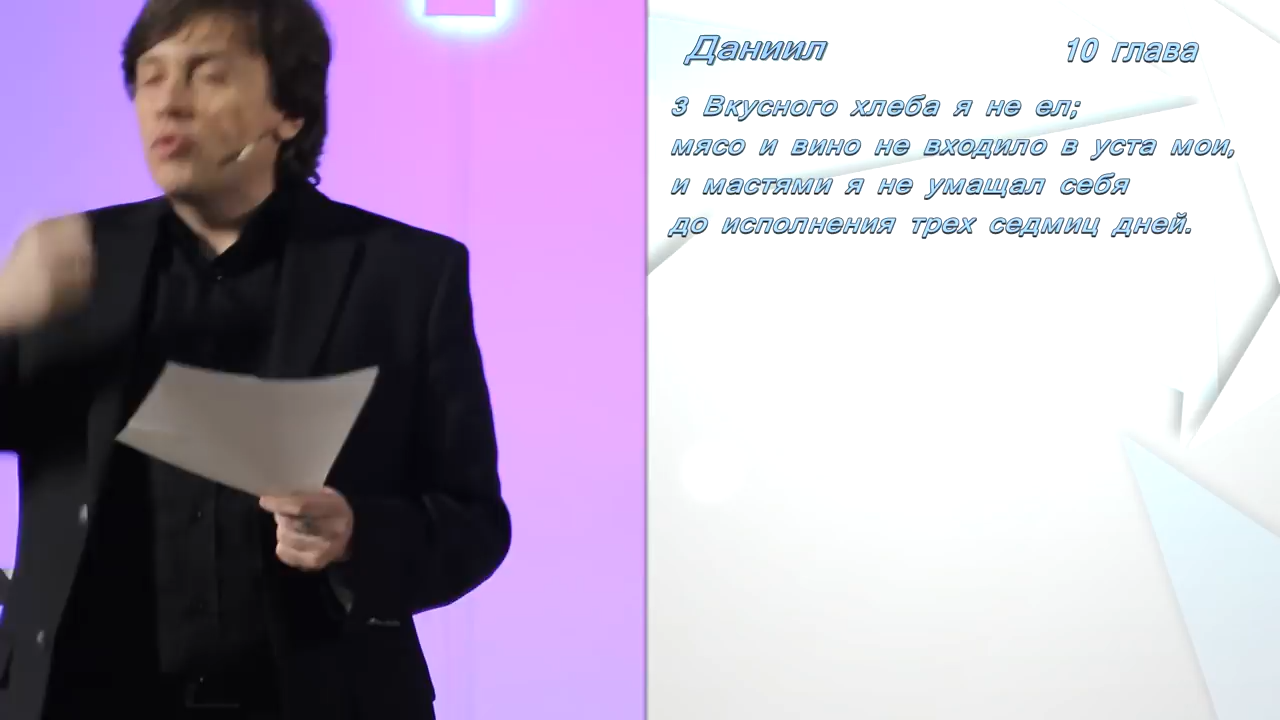 Даниил 10 глава
3 Вкусного хлеба я не ел;
мясо и вино не входило в уста мои,
и мастями я не умащал себя
до исполнения трех седмиц дней.